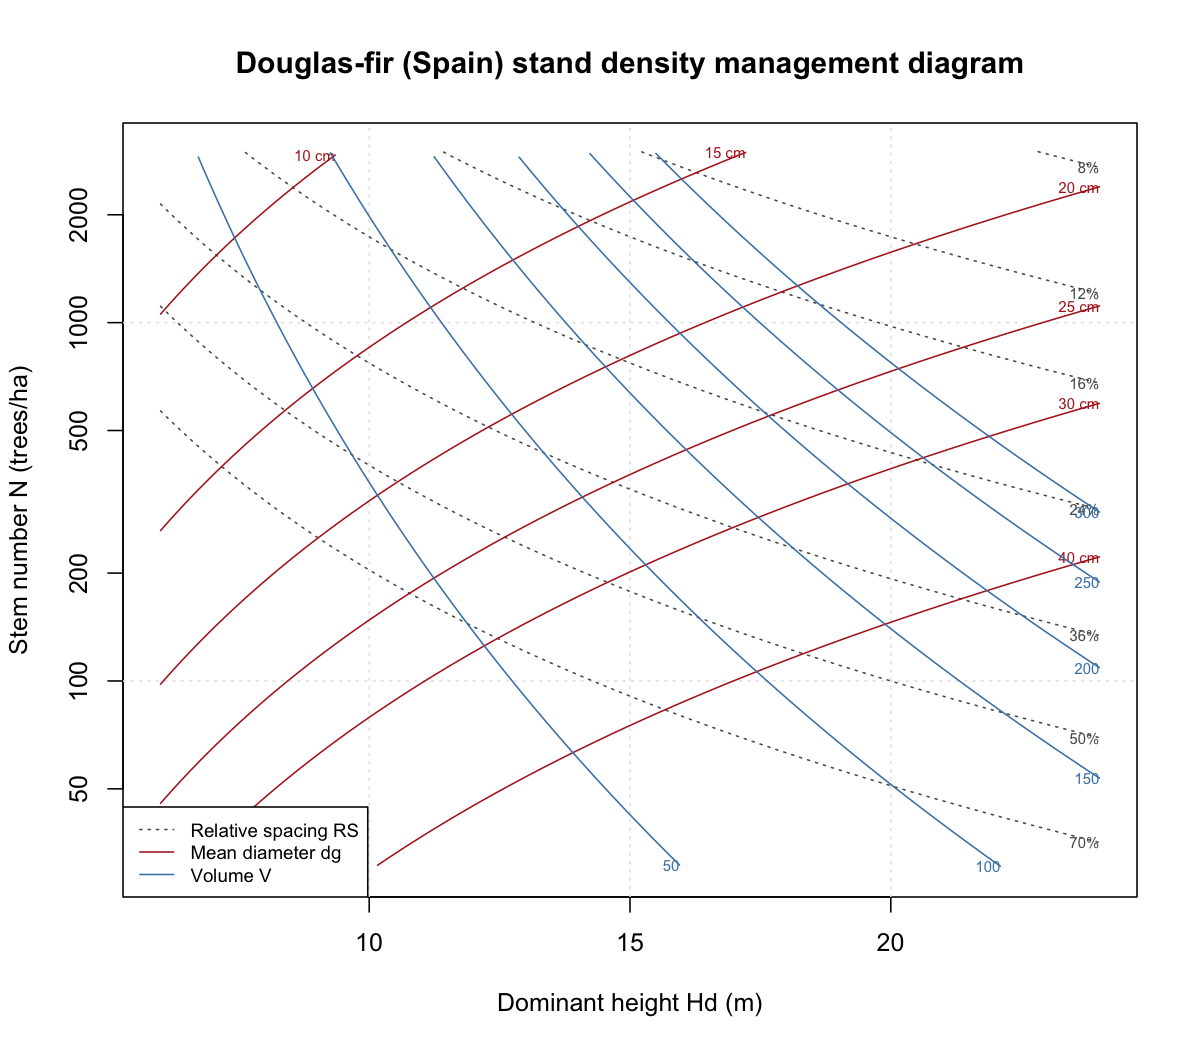 Douglas-fir (Spain) stand density management diagram
10 cm
15 cm
8%
20 cm
12%
25 cm
16%
30 cm
24%
300
40 cm
250
36%
200
50%
150
70%
50
100
Stem number N (trees/ha)
2000
1000
500
200
100
50
Relative spacing RS
Mean diameter dg
Volume V
10
15
20
Dominant height Hd (m)